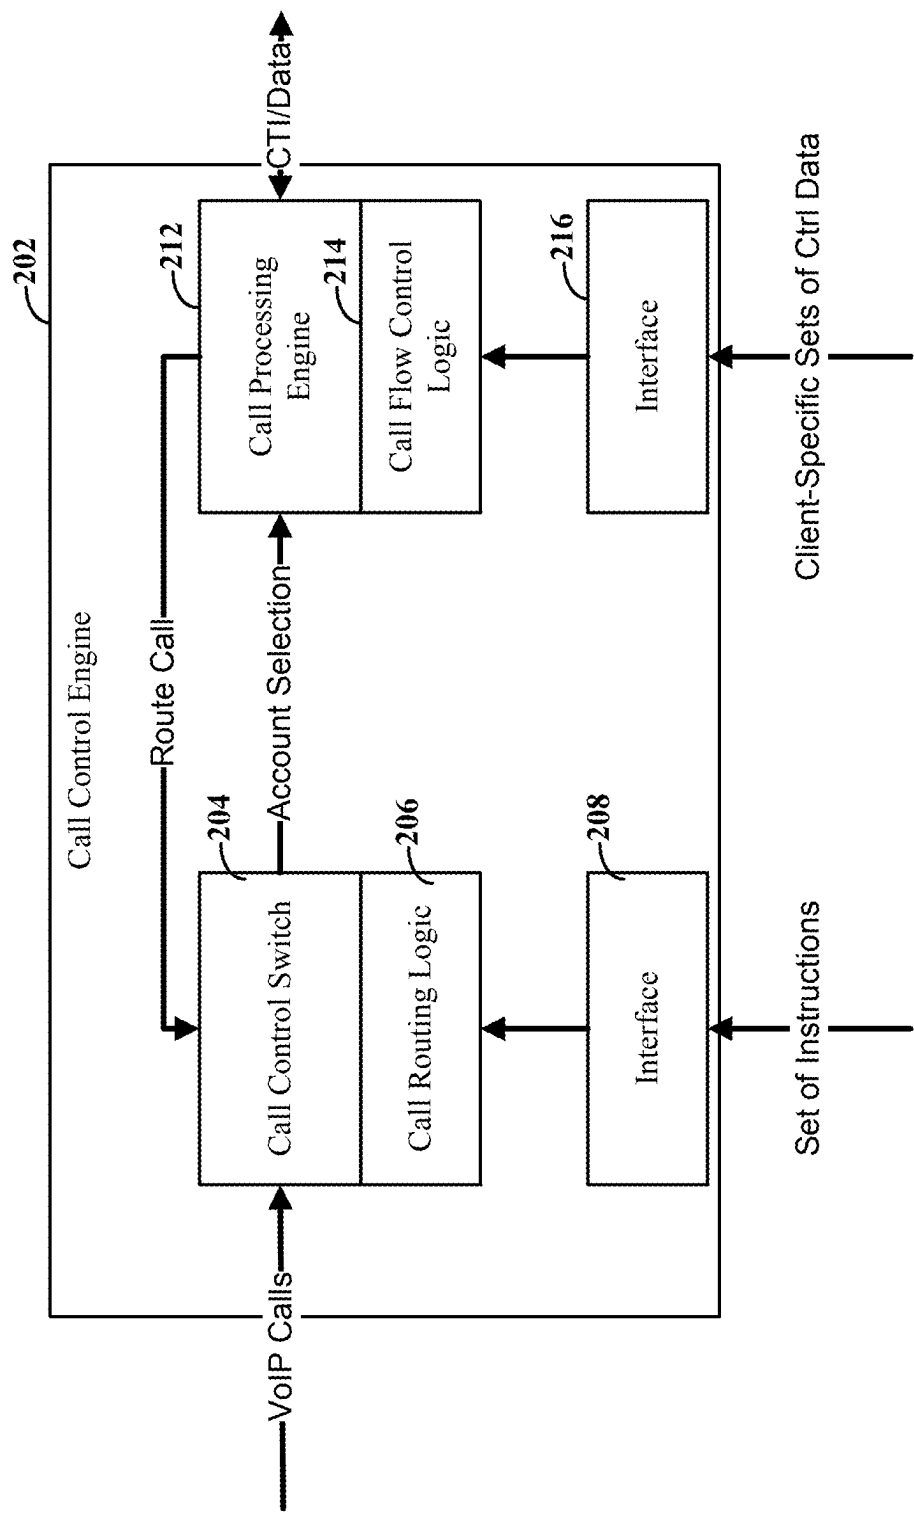 202
Call Control Engine
Route Call
VoIP Calls
Call Control Switch
204
Account Selection
Call Processing
Engine
212
CTI/Data
Call Routing Logic
206
Call Flow Control
Logic
214
Interface
208
Interface
216
Set of Instructions
Client-Specific Sets of Ctrl Data